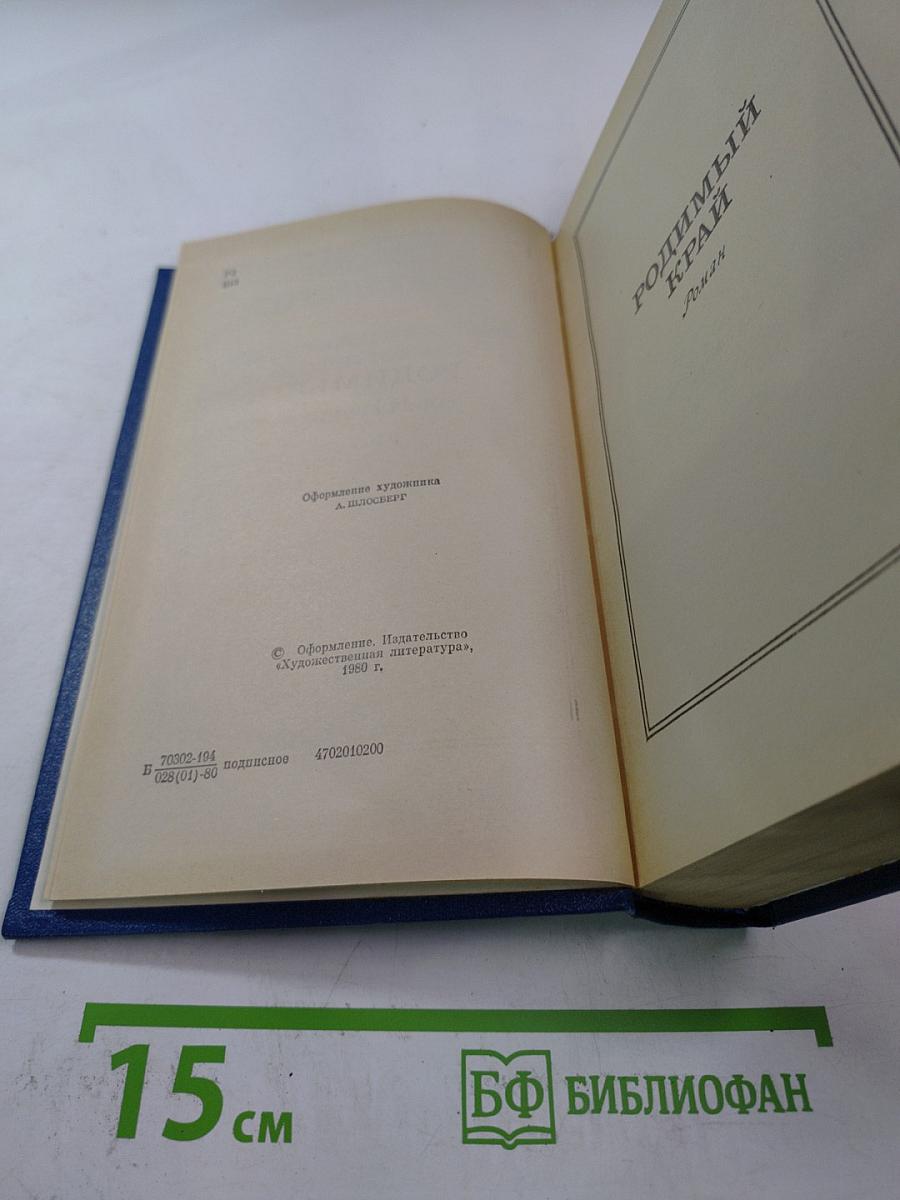 Оформление художника
А. ШЛОСБЕРГ
© Оформление. Издательство
«Художественная литература»,
1980 г.
Б 70302-194
028(01)-80 подписное 4702010200
РОДИМЫЙ
КРАЙ
Роман
15 см
БФ БИБЛИОФАН